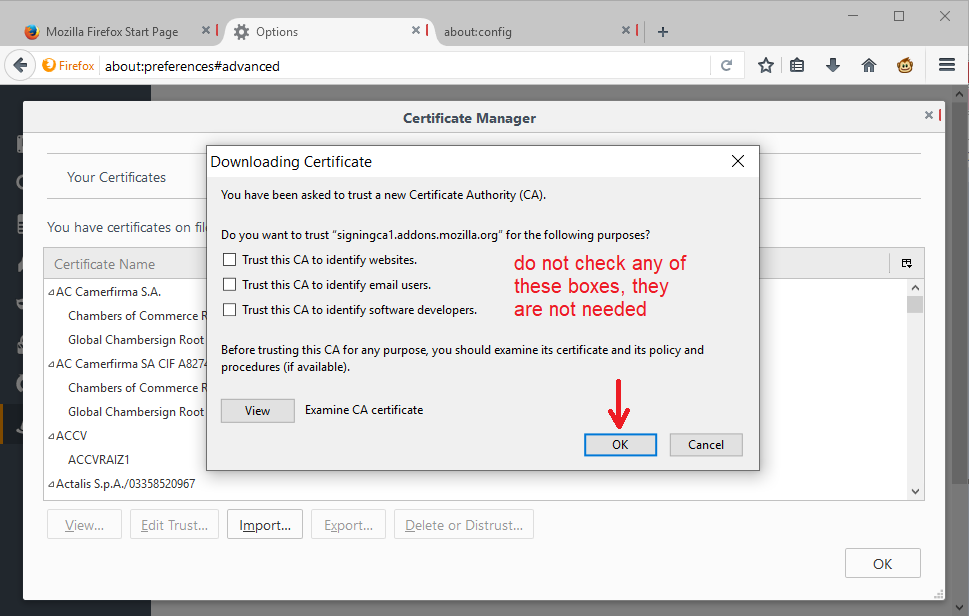 Mozilla Firefox Start Page
Options
about:config
Firefox
about:preferences#advanced
Certificate Manager
Your Certificates
You have certificates on fil
Certificate Name
AC Camerfirma S.A.
Chambers of Commerce R
Global Chambersign Root
AC Camerfirma SA CIF A8274
Chambers of Commerce R
Global Chambersign Root
ACCV
ACCVRAIZ1
Actalis S.p.A./03358520967
View...
Edit Trust...
Import...
Export...
Delete or Distrust...
OK
Downloading Certificate
You have been asked to trust a new Certificate Authority (CA).
Do you want to trust “signingca1.addons.mozilla.org” for the following purposes?
Trust this CA to identify websites.
Trust this CA to identify email users.
Trust this CA to identify software developers.
do not check any of
these boxes, they
are not needed
Before trusting this CA for any purpose, you should examine its certificate and its policy and
procedures (if available).
View
Examine CA certificate
OK
Cancel